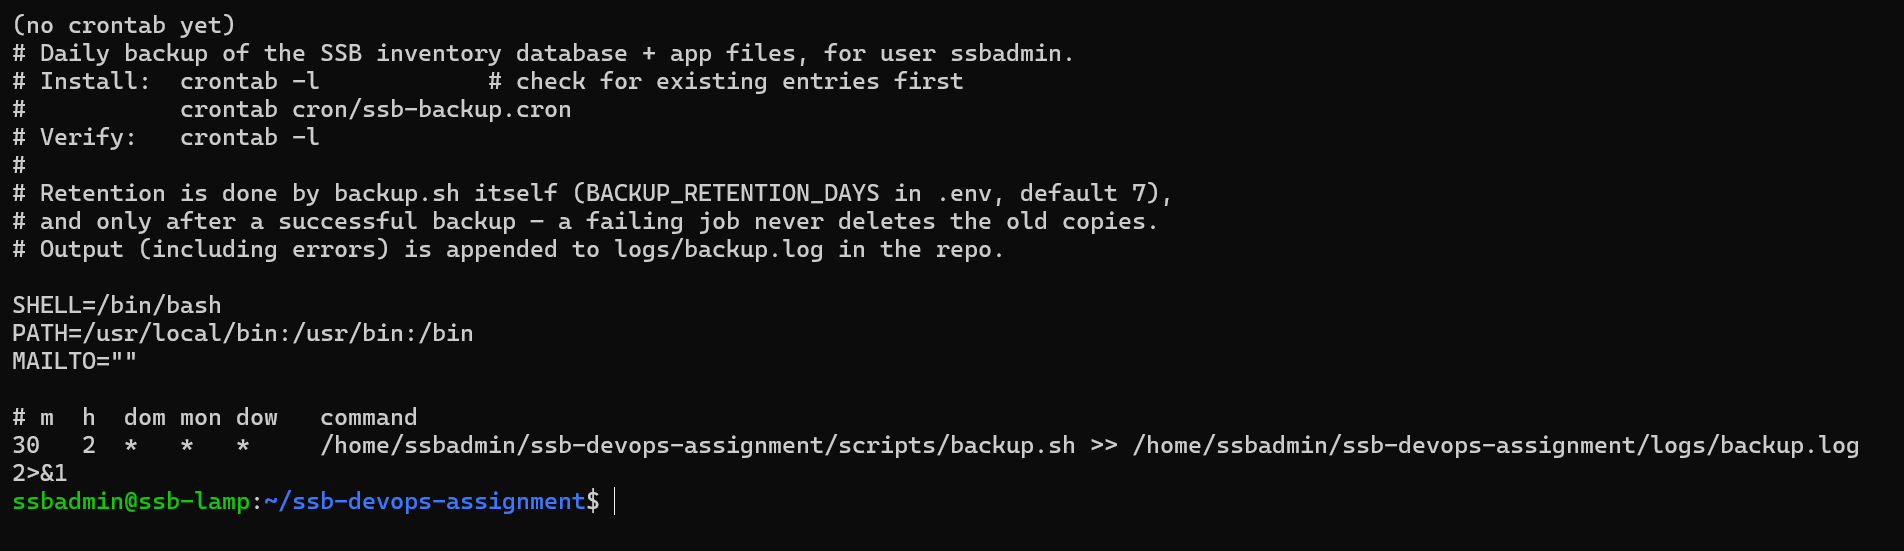 (no crontab yet)
# Daily backup of the SSB inventory database + app files, for user ssbadmin.
# Install:  crontab -l            # check for existing entries first
#           crontab cron/ssb-backup.cron
# Verify:   crontab -l
#
# Retention is done by backup.sh itself (BACKUP_RETENTION_DAYS in .env, default 7),
# and only after a successful backup — a failing job never deletes the old copies.
# Output (including errors) is appended to logs/backup.log in the repo.

SHELL=/bin/bash
PATH=/usr/local/bin:/usr/bin:/bin
MAILTO=""

# m  h  dom mon dow   command
30   2  *   *   *     /home/ssbadmin/ssb-devops-assignment/scripts/backup.sh >> /home/ssbadmin/ssb-devops-assignment/logs/backup.log
2>&1
ssbadmin@ssb-lamp:~/ssb-devops-assignment$